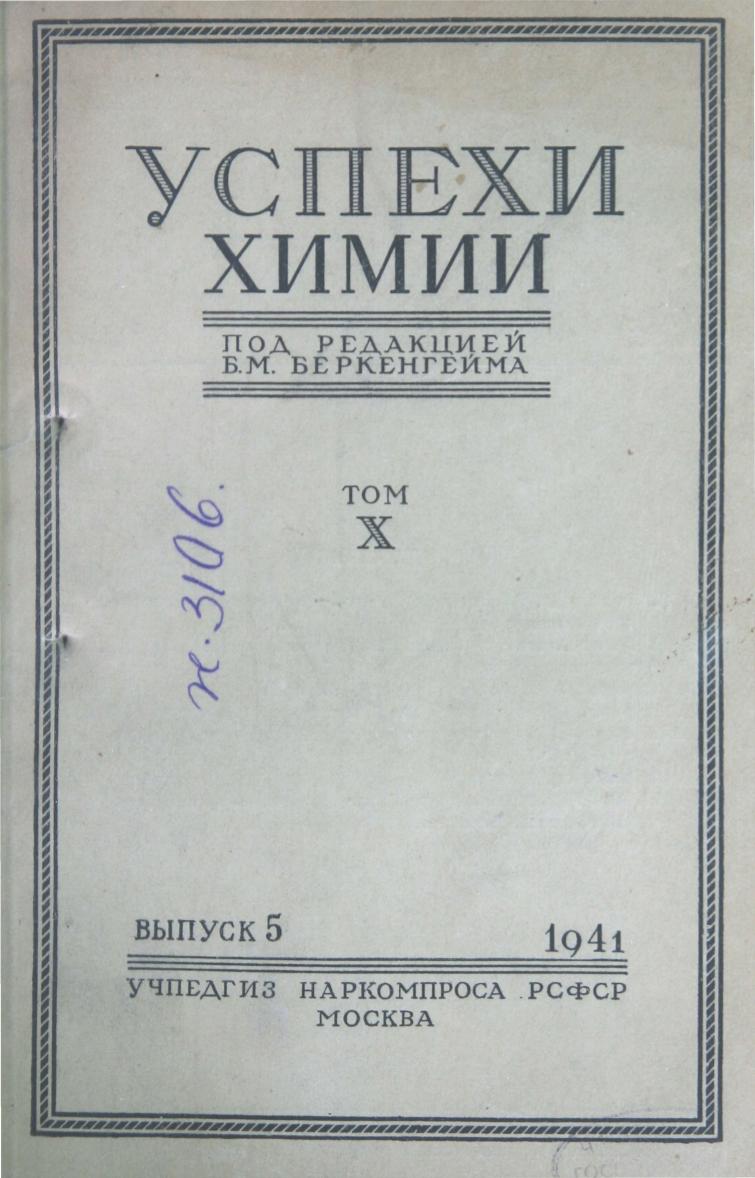 УСПЕХИ
ХИМИИ
ПОД РЕДАКЦИЕЙ
Б.М. БЕРКЕНГЕЙМА
ТОМ
X
н.3106.
ВЫПУСК 5 1941
УЧПЕДГИЗ НАРКОМПРОСА РСФСР
МОСКВА